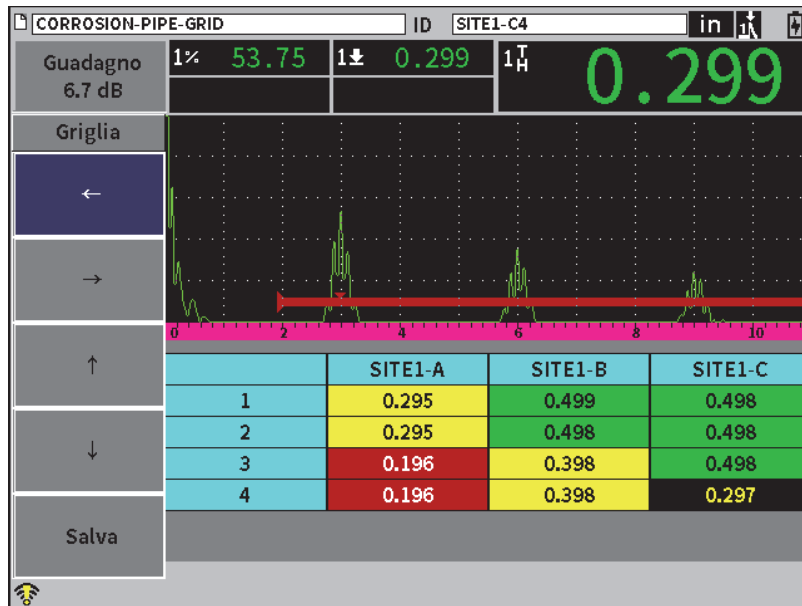 CORROSION-PIPE-GRID ID SITE1-C4 in
Guadagno
6.7 dB
1% 53.75 1 0.299 1TH 0.299
Griglia
←
→
↑
↓
Salva
0 2 4 6 8 10
SITE1-A SITE1-B SITE1-C
1 0.295 0.499 0.498
2 0.295 0.498 0.498
3 0.196 0.398 0.498
4 0.196 0.398 0.297